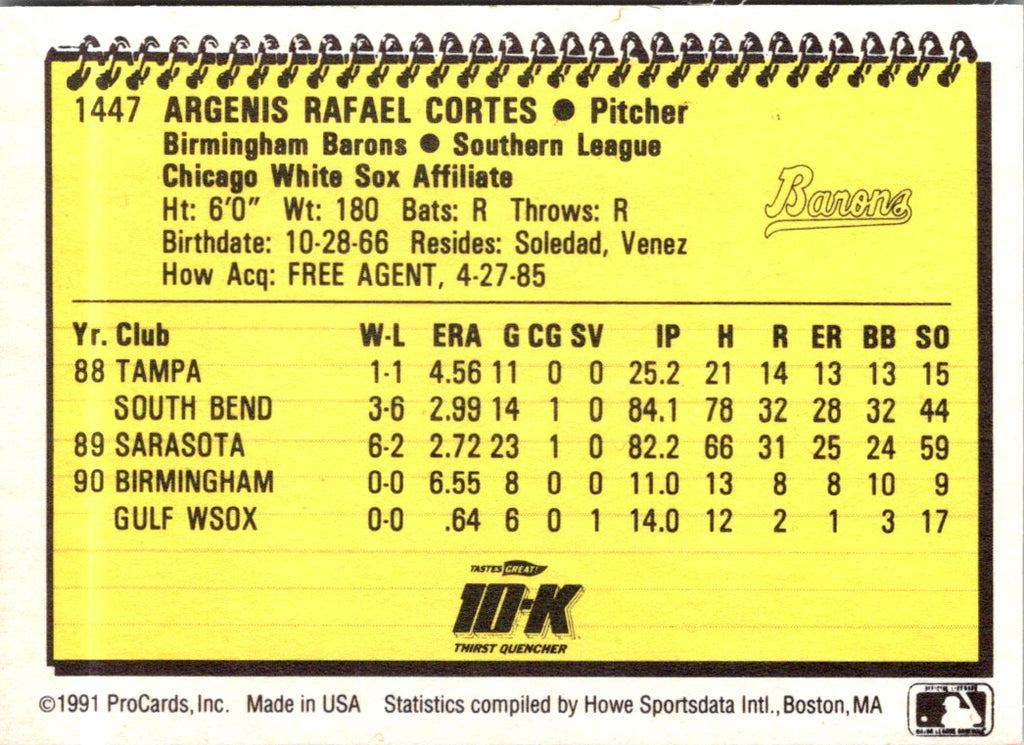 1447 ARGENIS RAFAEL CORTES ● Pitcher
Birmingham Barons ● Southern League
Chicago White Sox Affiliate
Barons
Ht: 6'0" Wt: 180 Bats: R Throws: R
Birthdate: 10-28-66 Resides: Soledad, Venez
How Acq: FREE AGENT, 4-27-85
Yr. Club W-L ERA G CG SV IP H R ER BB SO
88 TAMPA 1-1 4.56 11 0 0 25.2 21 14 13 13 15
SOUTH BEND 3-6 2.99 14 1 0 84.1 78 32 28 32 44
89 SARASOTA 6-2 2.72 23 1 0 82.2 66 31 25 24 59
90 BIRMINGHAM 0-0 6.55 8 0 0 11.0 13 8 8 10 9
GULF WSOX 0-0 .64 6 0 1 14.0 12 2 1 3 17
TASTES GREAT!
10-K
THIRST QUENCHER
©1991 ProCards, Inc. Made in USA Statistics compiled by Howe Sportsdata Intl., Boston, MA